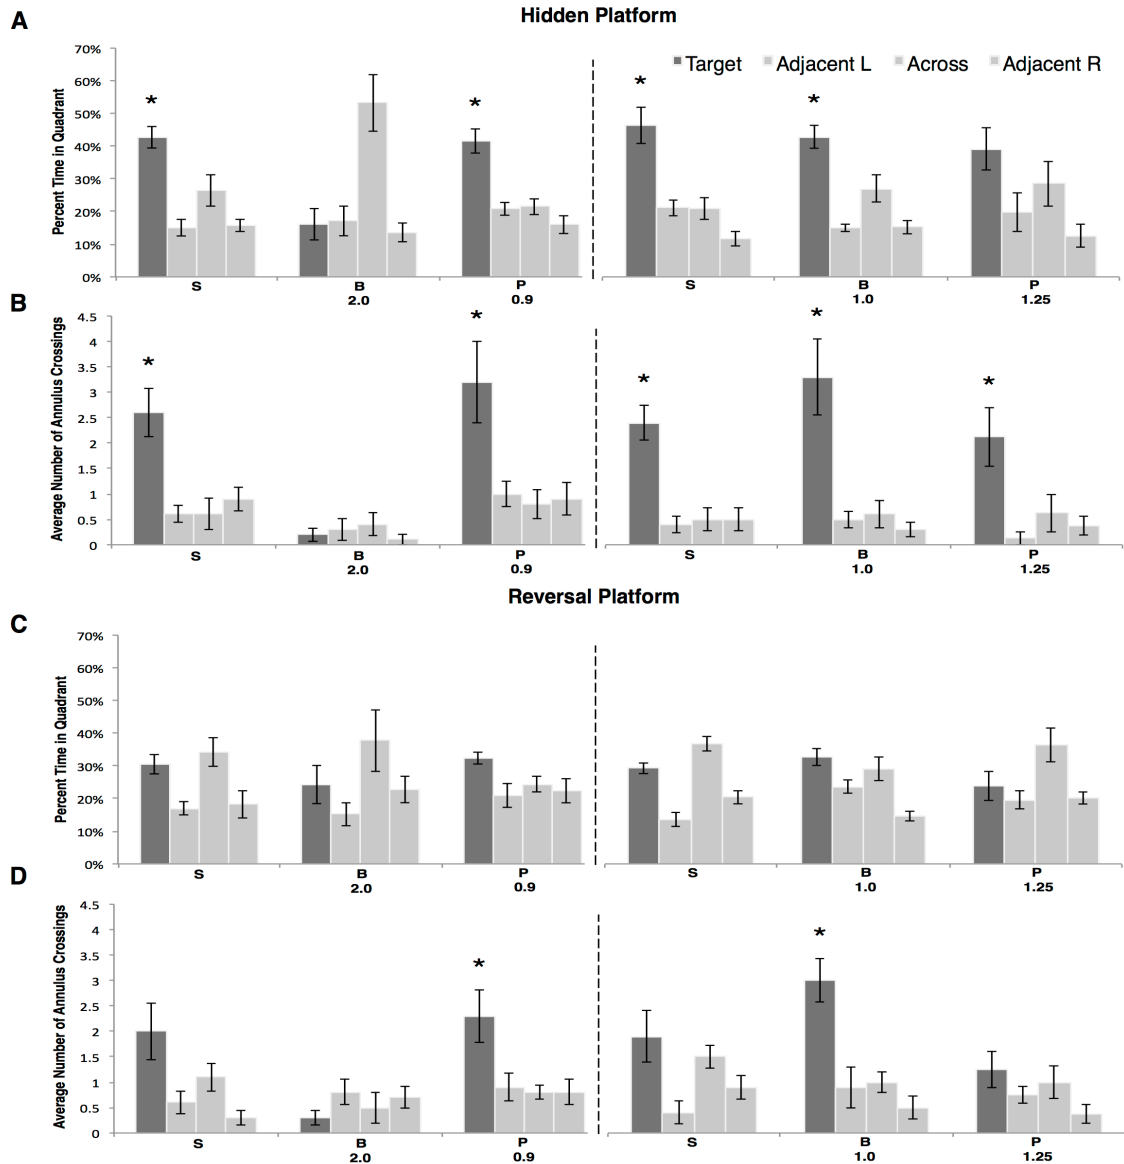 A
Hidden Platform
Percent Time in Quadrant
70%
60%
50%
40%
30%
20%
10%
0%
Target Adjacent L Across Adjacent R
* * * *
S B P S B P
2.0 0.9 1.0 1.25
B
Average Number of Annulus Crossings
4.5
4
3.5
3
2.5
2
1.5
1
0.5
0
* * * * *
S B P S B P
2.0 0.9 1.0 1.25
Reversal Platform
C
Percent Time in Quadrant
70%
60%
50%
40%
30%
20%
10%
0%
S B P S B P
2.0 0.9 1.0 1.25
D
Average Number of Annulus Crossings
4.5
4
3.5
3
2.5
2
1.5
1
0.5
0
* *
S B P S B P
2.0 0.9 1.0 1.25